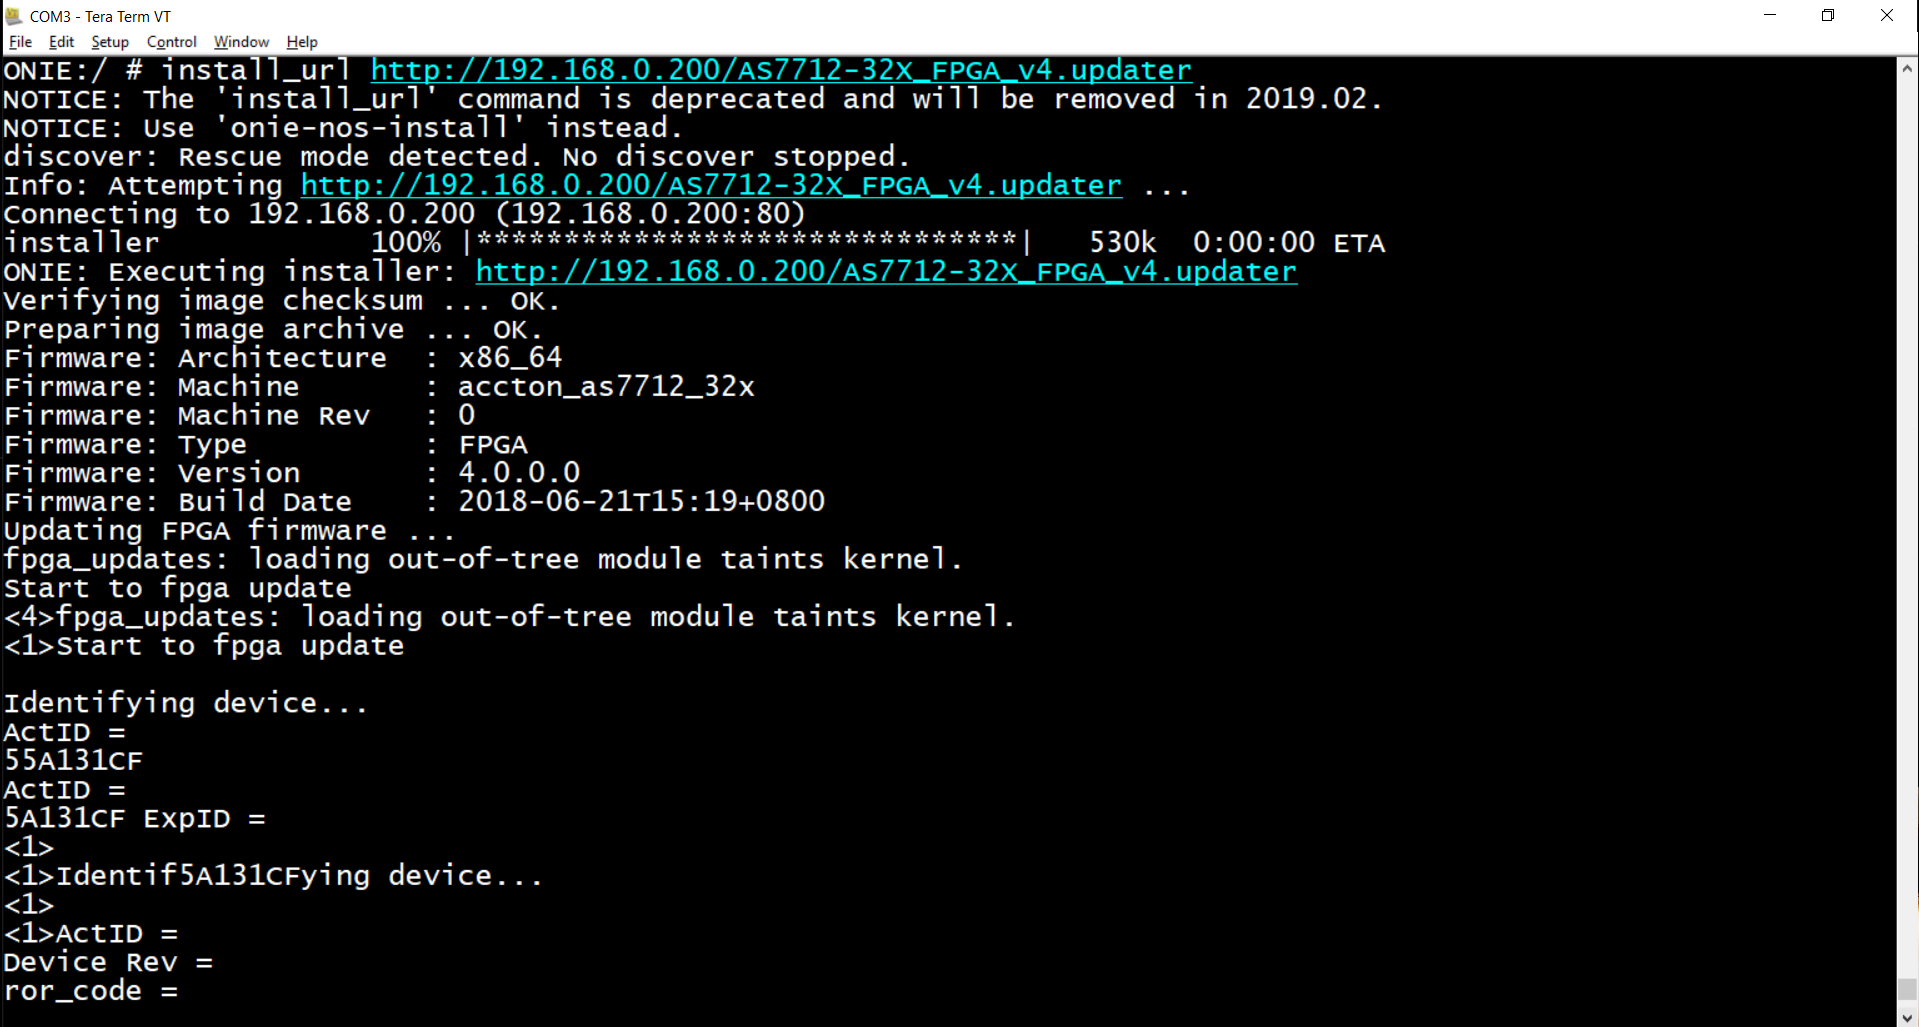 COM3 - Tera Term VT
File Edit Setup Control Window Help
ONIE:/ # install_url http://192.168.0.200/AS7712-32X_FPGA_v4.updater
NOTICE: The 'install_url' command is deprecated and will be removed in 2019.02.
NOTICE: Use 'onie-nos-install' instead.
discover: Rescue mode detected. No discover stopped.
Info: Attempting http://192.168.0.200/AS7712-32X_FPGA_v4.updater ...
Connecting to 192.168.0.200 (192.168.0.200:80)
installer            100% |*******************************|   530k  0:00:00 ETA
ONIE: Executing installer: http://192.168.0.200/AS7712-32X_FPGA_v4.updater
Verifying image checksum ... OK.
Preparing image archive ... OK.
Firmware: Architecture  : x86_64
Firmware: Machine       : accton_as7712_32x
Firmware: Machine Rev   : 0
Firmware: Type          : FPGA
Firmware: Version       : 4.0.0.0
Firmware: Build Date    : 2018-06-21T15:19+0800
Updating FPGA firmware ...
fpga_updates: loading out-of-tree module taints kernel.
Start to fpga update
<4>fpga_updates: loading out-of-tree module taints kernel.
<1>Start to fpga update
Identifying device...
ActID =
55A131CF
ActID =
5A131CF ExpID =
<1>
<1>Identif5A131CFying device...
<1>
<1>ActID =
Device Rev =
ror_code =